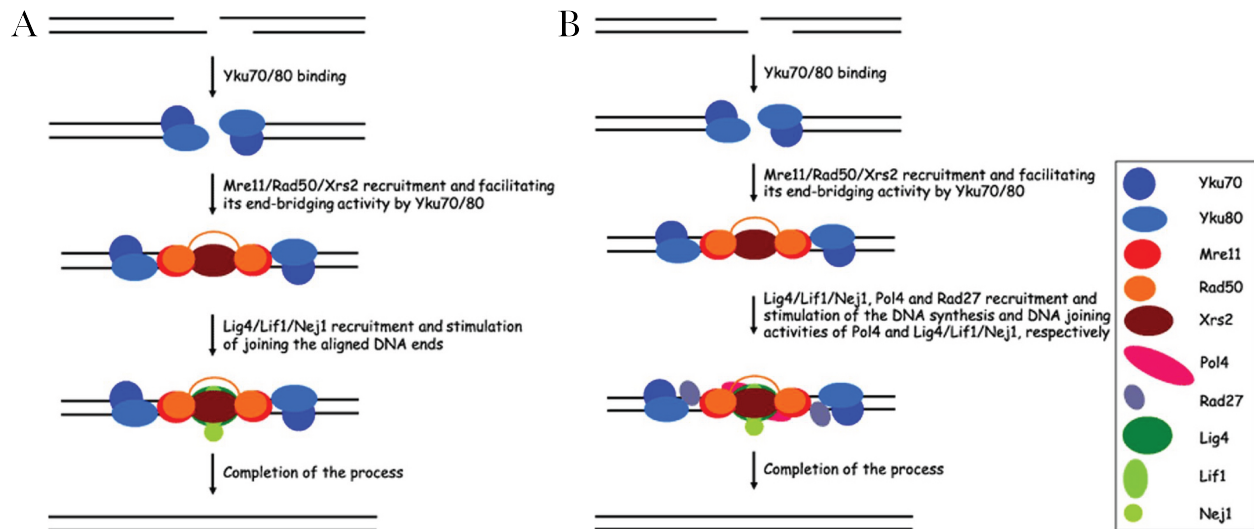 A
Yku70/80 binding
Mre11/Rad50/Xrs2 recruitment and facilitating
its end-bridging activity by Yku70/80
Lig4/Lif1/Nej1 recruitment and stimulation
of joining the aligned DNA ends
Completion of the process
B
Yku70/80 binding
Mre11/Rad50/Xrs2 recruitment and facilitating
its end-bridging activity by Yku70/80
Lig4/Lif1/Nej1, Pol4 and Rad27 recruitment and
stimulation of the DNA synthesis and DNA joining
activities of Pol4 and Lig4/Lif1/Nej1, respectively
Completion of the process
Yku70
Yku80
Mre11
Rad50
Xrs2
Pol4
Rad27
Lig4
Lif1
Nej1